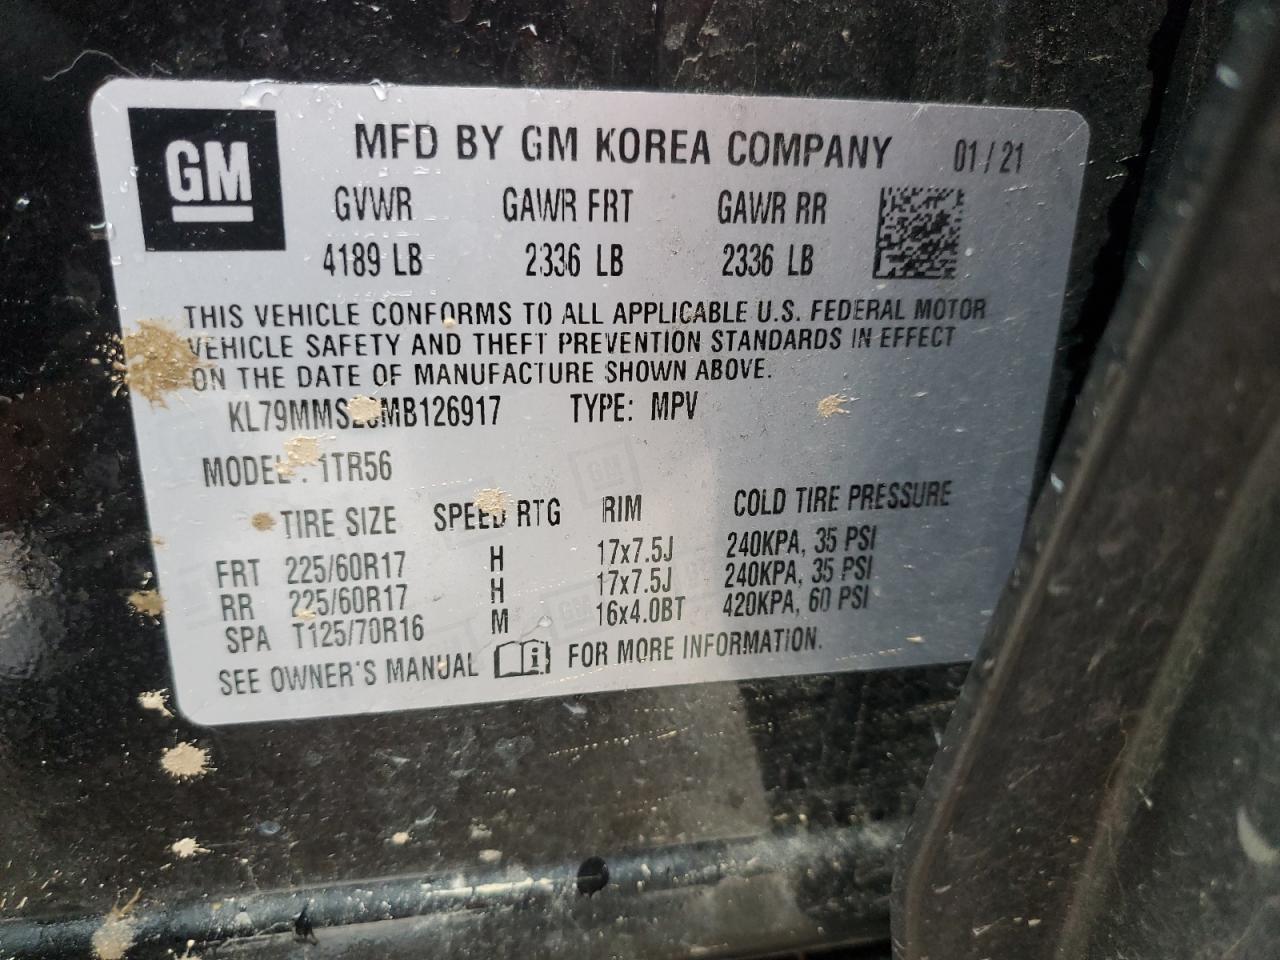 GM
MFD BY GM KOREA COMPANY 01/21
GVWR GAWR FRT GAWR RR
4189 LB 2336 LB 2336 LB
THIS VEHICLE CONFORMS TO ALL APPLICABLE U.S. FEDERAL MOTOR
VEHICLE SAFETY AND THEFT PREVENTION STANDARDS IN EFFECT
ON THE DATE OF MANUFACTURE SHOWN ABOVE.
TYPE: MPV
MODEL: 1TR56
TIRE SIZE SPEED RTG RIM COLD TIRE PRESSURE
FRT 225/60R17 H 17x7.5J 240KPA, 35 PSI
RR 225/60R17 H 17x7.5J 240KPA, 35 PSI
SPA T125/70R16 M 16x4.0BT 420KPA, 60 PSI
SEE OWNER'S MANUAL FOR MORE INFORMATION.